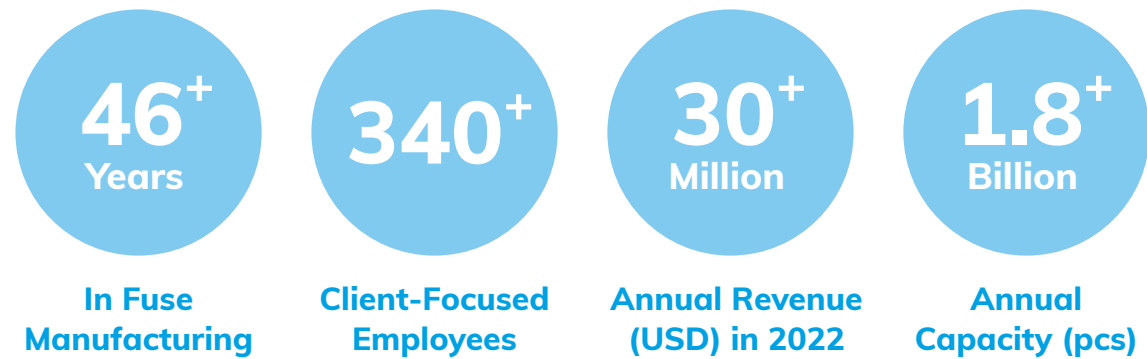 46+
Years
In Fuse
Manufacturing
340+
Client-Focused
Employees
30+
Million
Annual Revenue
(USD) in 2022
1.8+
Billion
Annual
Capacity (pcs)